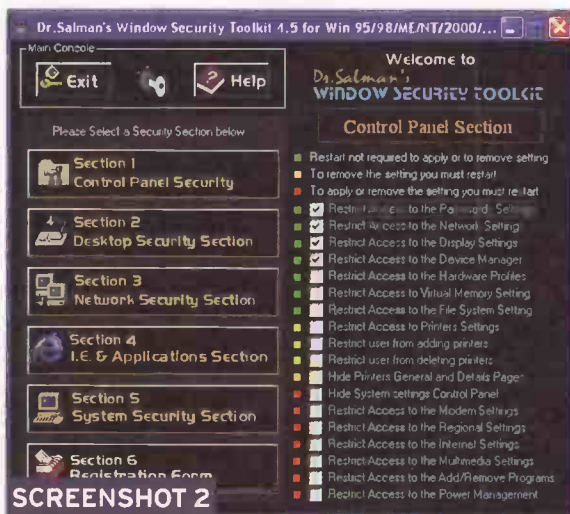 Dr.Salman's Window Security Toolkit 4.5 for Win 95/98/ME/NT/2000/...
Main Console
Exit
Help
Please Select a Security Section below
Section 1
Control Panel Security
Section 2
Desktop Security Section
Section 3
Network Security Section
Section 4
I.E. & Applications Section
Section 5
System Security Section
Section 6
Registration Form
Welcome to
Dr.Salman's
WINDOW SECURITY TOOLKIT
Control Panel Section
Restart not required to apply or to remove setting
To remove the setting you must restart
To apply or remove the setting you must restart
Restrict Access to the Password Settings
Restrict Access to the Network Setting
Restrict Access to the Display Settings
Restrict Access to the Device Manager
Restrict Access to the Hardware Profiles
Restrict Access to Virtual Memory Setting
Restrict Access to the File System Setting
Restrict Access to Printers Settings
Restrict user from adding printers
Restrict user from deleting printers
Hide Printers General and Details Pages
Hide System settings Control Panel
Restrict Access to the Modem Settings
Restrict Access to the Regional Settings
Restrict Access to the Internet Settings
Restrict Access to the Multimedia Settings
Restrict Access to the Add/Remove Programs
Restrict Access to the Power Management
SCREENSHOT 2